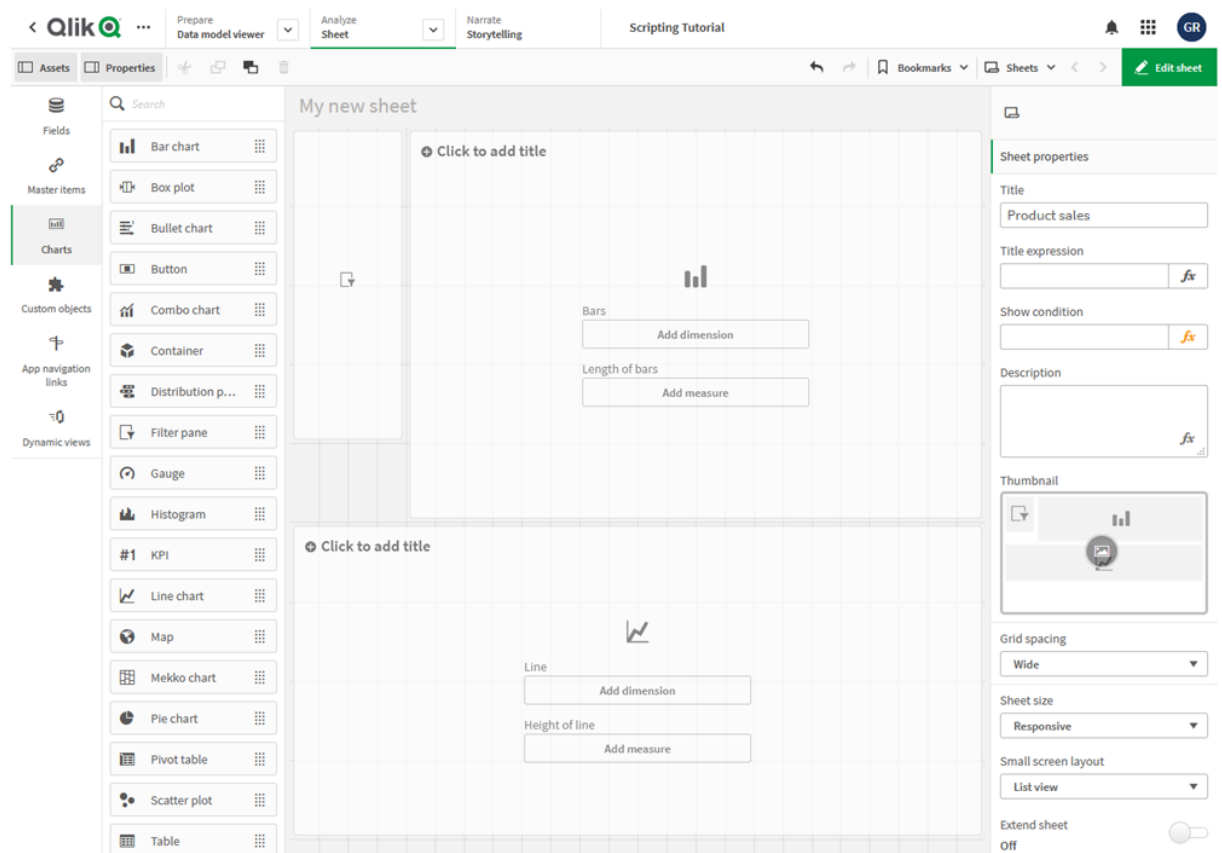 Qlik
Prepare
Data model viewer
Analyze
Sheet
Narrate
Storytelling
Scripting Tutorial
GR
Assets
Properties
Bookmarks
Sheets
Edit sheet
Fields
Master items
Charts
Custom objects
App navigation
links
Dynamic views
Search
Bar chart
Box plot
Bullet chart
Button
Combo chart
Container
Distribution p...
Filter pane
Gauge
Histogram
#1 KPI
Line chart
Map
Mekko chart
Pie chart
Pivot table
Scatter plot
Table
My new sheet
Click to add title
Bars
Add dimension
Length of bars
Add measure
Click to add title
Line
Add dimension
Height of line
Add measure
Sheet properties
Title
Product sales
Title expression
fx
Show condition
fx
Description
fx
Thumbnail
Grid spacing
Wide
Sheet size
Responsive
Small screen layout
List view
Extend sheet
Off